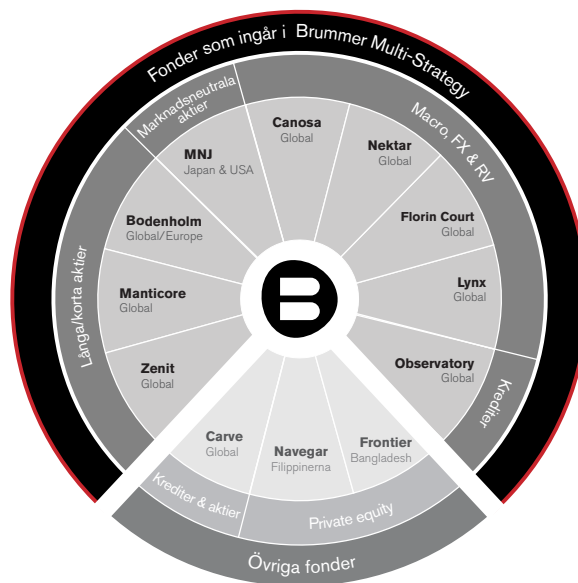 Fonder som ingår i Brummer Multi-Strategy
Marknadsneutrala
aktier
Macro, FX & RV
Canosa
Global
Nektar
Global
MNJ
Japan & USA
Florin Court
Global
Bodenholm
Global/Europe
Lynx
Global
Manticore
Global
Långa/korta aktier
Zenit
Global
Observatory
Global
Krediter
Carve
Global
Navegar
Filippinerna
Frontier
Bangladesh
Krediter & aktier
Private equity
Övriga fonder